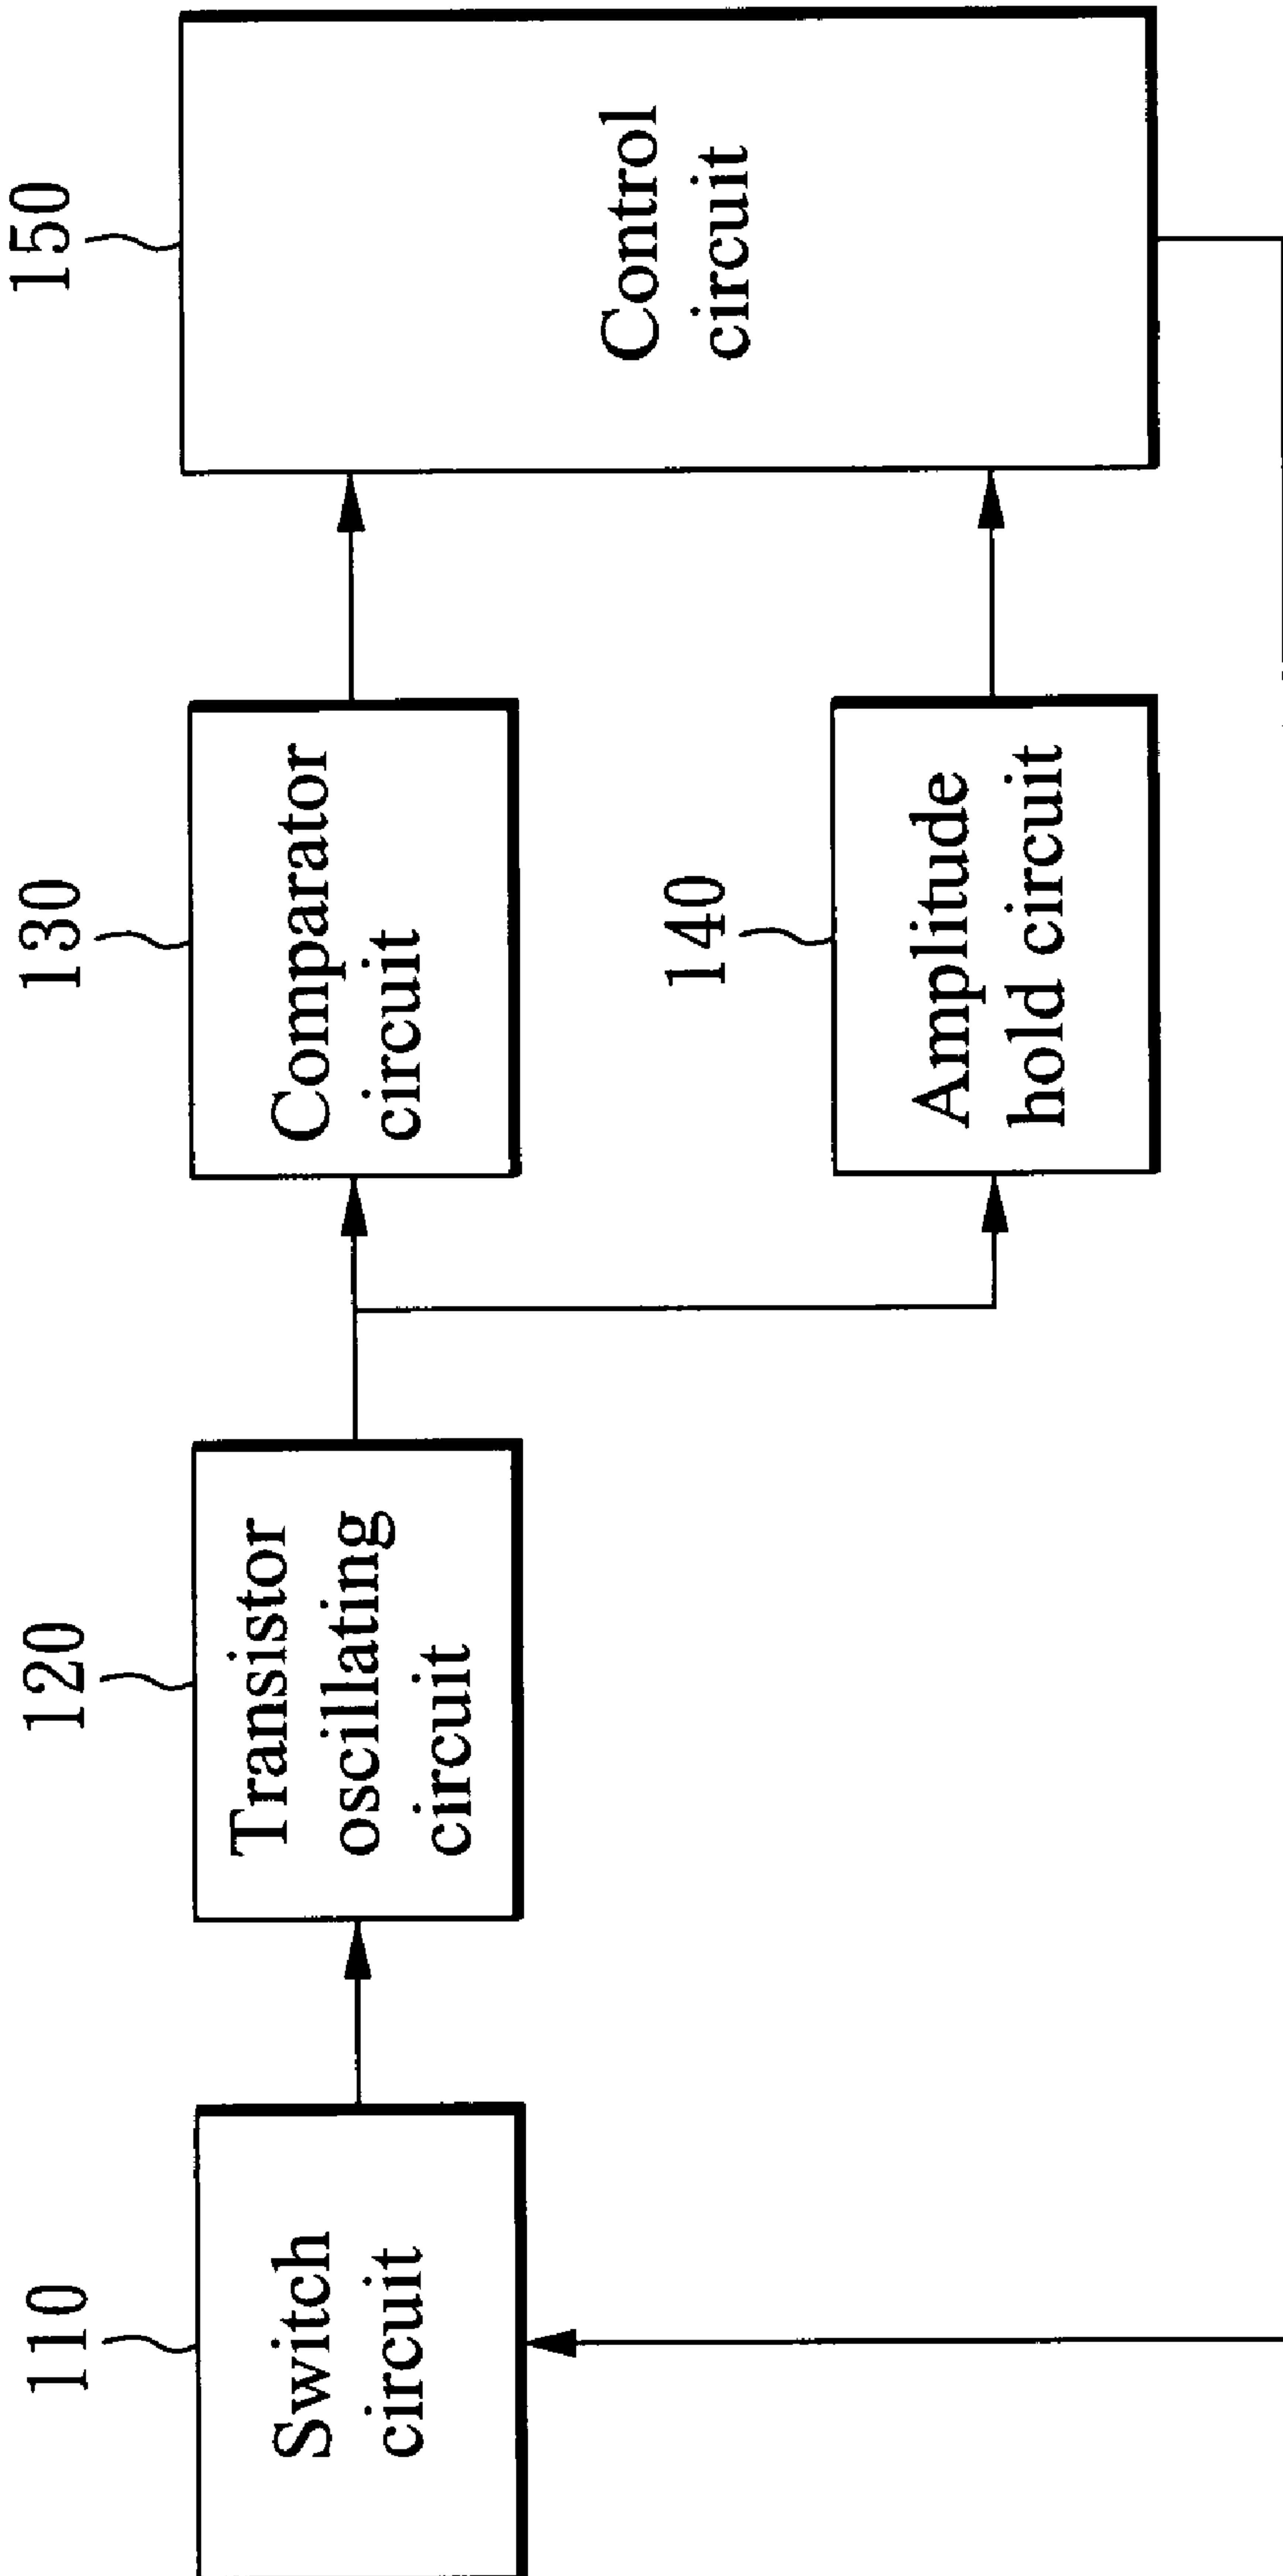 110
Switch
circuit
120
Transistor
oscillating
circuit
130
Comparator
circuit
140
Amplitude
hold circuit
150
Control
circuit